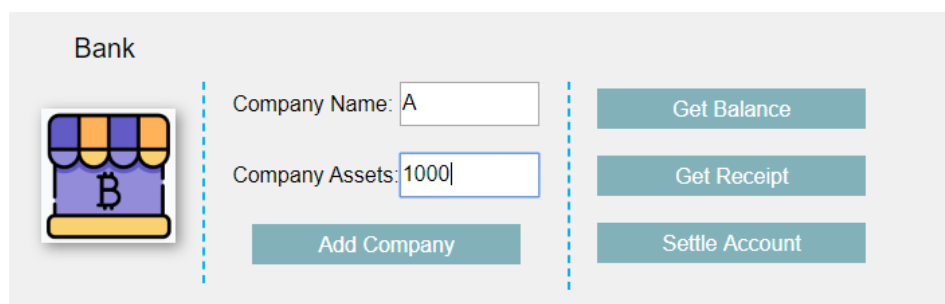 Bank
Company Name: A
Company Assets: 1000
Add Company
Get Balance
Get Receipt
Settle Account